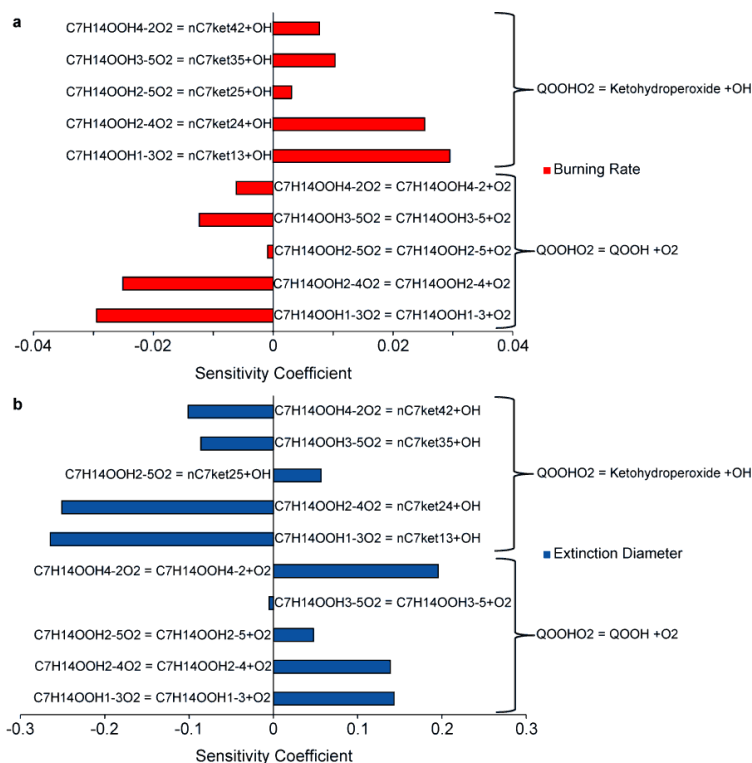 a
C7H14OOH4-2O2 = nC7ket42+OH
C7H14OOH3-5O2 = nC7ket35+OH
C7H14OOH2-5O2 = nC7ket25+OH
C7H14OOH2-4O2 = nC7ket24+OH
C7H14OOH1-3O2 = nC7ket13+OH
QOOHO2 = Ketohydroperoxide +OH
Burning Rate
C7H14OOH4-2O2 = C7H14OOH4-2+O2
C7H14OOH3-5O2 = C7H14OOH3-5+O2
C7H14OOH2-5O2 = C7H14OOH2-5+O2
C7H14OOH2-4O2 = C7H14OOH2-4+O2
C7H14OOH1-3O2 = C7H14OOH1-3+O2
QOOHO2 = QOOH +O2
-0.04 -0.02 0 0.02 0.04
Sensitivity Coefficient
b
C7H14OOH4-2O2 = nC7ket42+OH
C7H14OOH3-5O2 = nC7ket35+OH
C7H14OOH2-5O2 = nC7ket25+OH
C7H14OOH2-4O2 = nC7ket24+OH
C7H14OOH1-3O2 = nC7ket13+OH
QOOHO2 = Ketohydroperoxide +OH
Extinction Diameter
C7H14OOH4-2O2 = C7H14OOH4-2+O2
C7H14OOH3-5O2 = C7H14OOH3-5+O2
C7H14OOH2-5O2 = C7H14OOH2-5+O2
C7H14OOH2-4O2 = C7H14OOH2-4+O2
C7H14OOH1-3O2 = C7H14OOH1-3+O2
QOOHO2 = QOOH +O2
-0.3 -0.2 -0.1 0 0.1 0.2 0.3
Sensitivity Coefficient